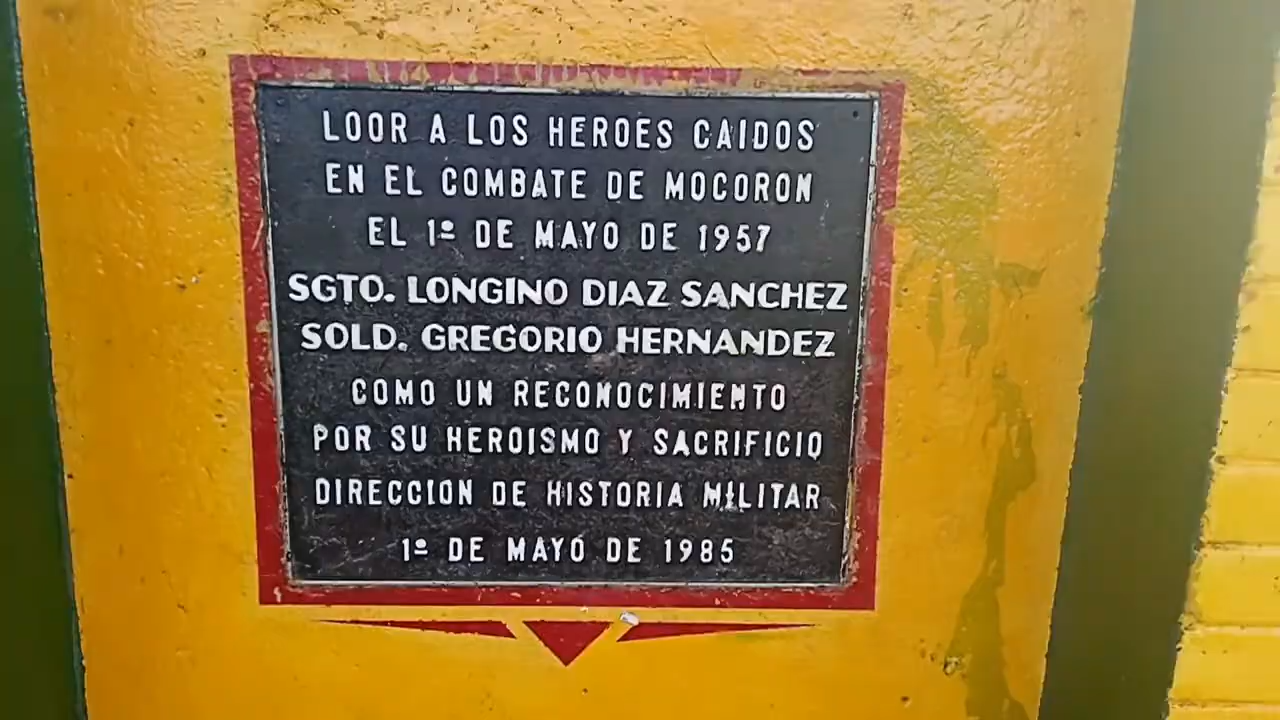 LOOR A LOS HEROES CAIDOS
EN EL COMBATE DE MOCORON
EL 1º DE MAYO DE 1957
SGTO. LONGINO DIAZ SANCHEZ
SOLD. GREGORIO HERNANDEZ
COMO UN RECONOCIMIENTO
POR SU HEROISMO Y SACRIFICIO
DIRECCION DE HISTORIA MILITAR
1º DE MAYO DE 1985